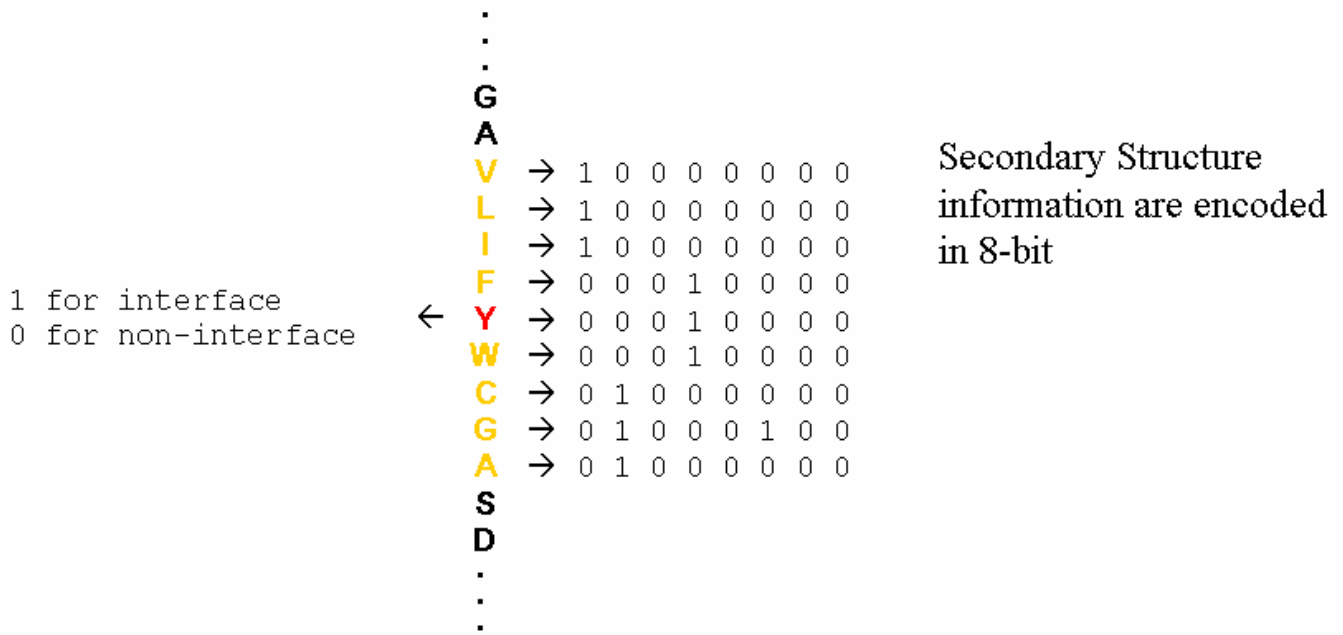 .
.
.
G
A
V → 1 0 0 0 0 0 0 0
L → 1 0 0 0 0 0 0 0
I → 1 0 0 0 0 0 0 0
F → 0 0 0 1 0 0 0 0
← Y → 0 0 0 1 0 0 0 0
W → 0 0 0 1 0 0 0 0
C → 0 1 0 0 0 0 0 0
G → 0 1 0 0 0 1 0 0
A → 0 1 0 0 0 0 0 0
S
D
.
.
.
1 for interface
0 for non-interface
Secondary Structure
information are encoded
in 8-bit